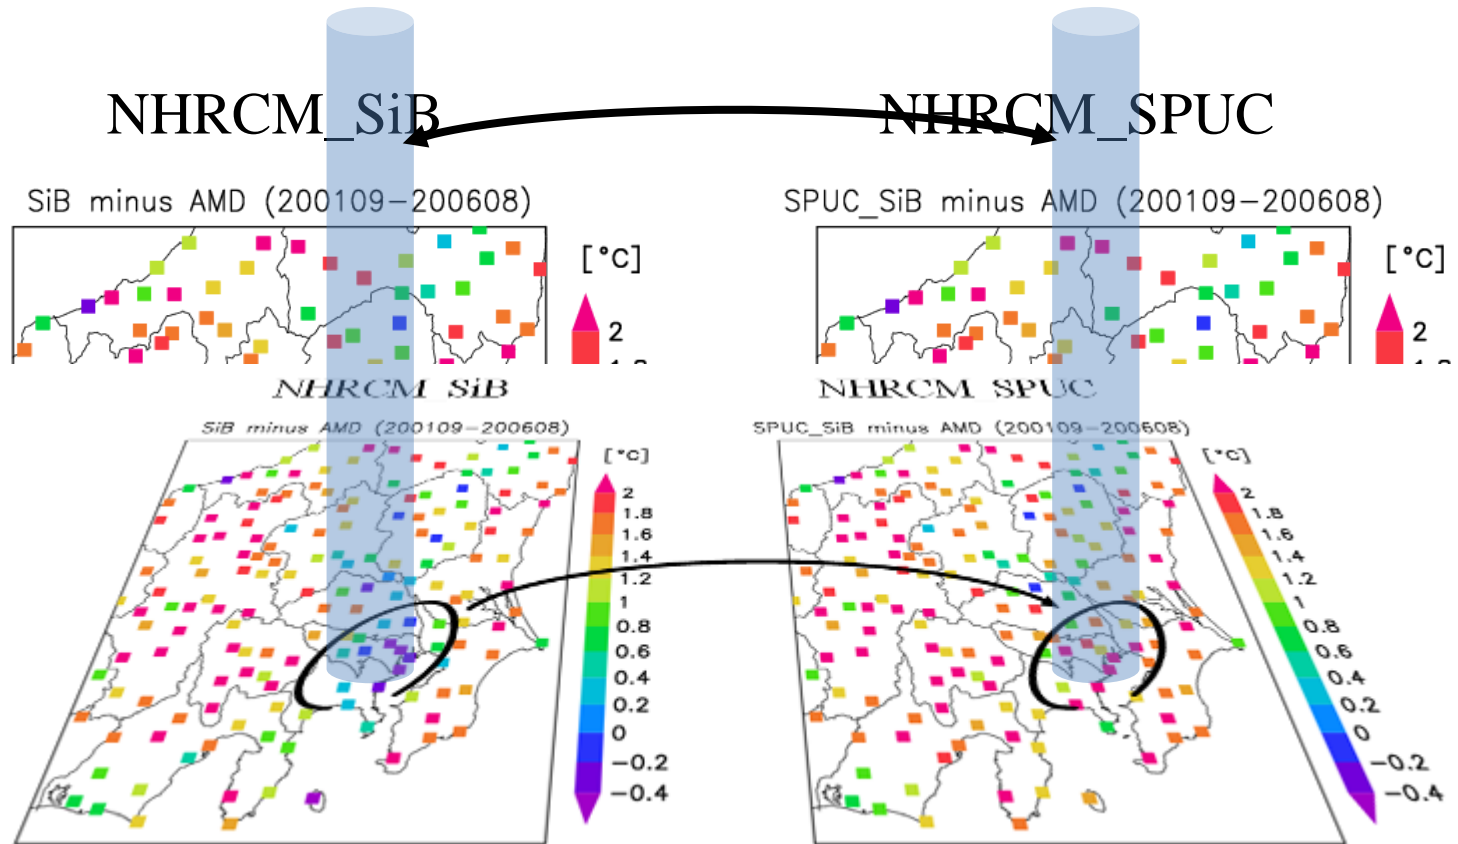 NHRCM_SiB
NHRCM_SPUC
SiB minus AMD (200109-200608)
SPUC_SiB minus AMD (200109-200608)
[°C]
2
[°C]
2
NHRCM SiB
NHRCM SPUC
SiB minus AMD (200109-200608)
SPUC_SiB minus AMD (200109-200608)
[°C]
2
1.8
1.6
1.4
1.2
1
0.8
0.6
0.4
0.2
0
-0.2
-0.4
[°C]
2
1.8
1.6
1.4
1.2
1
0.8
0.6
0.4
0.2
0
-0.2
-0.4